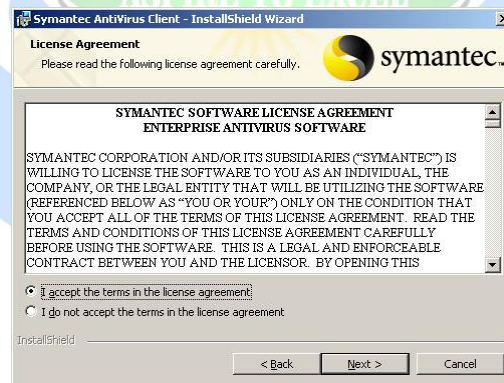 Symantec AntiVirus Client - InstallShield Wizard
License Agreement
Please read the following license agreement carefully.
symantec.
SYMANTEC SOFTWARE LICENSE AGREEMENT
ENTERPRISE ANTIVIRUS SOFTWARE
SYMANTEC CORPORATION AND/OR ITS SUBSIDIARIES (“SYMANTEC”) IS
WILLING TO LICENSE THE SOFTWARE TO YOU AS AN INDIVIDUAL, THE
COMPANY, OR THE LEGAL ENTITY THAT WILL BE UTILIZING THE SOFTWARE
(REFERENCED BELOW AS “YOU OR YOUR”) ONLY ON THE CONDITION THAT
YOU ACCEPT ALL OF THE TERMS OF THIS LICENSE AGREEMENT. READ THE
TERMS AND CONDITIONS OF THIS LICENSE AGREEMENT CAREFULLY
BEFORE USING THE SOFTWARE. THIS IS A LEGAL AND ENFORCEABLE
CONTRACT BETWEEN YOU AND THE LICENSOR. BY OPENING THIS
I accept the terms in the license agreement
I do not accept the terms in the license agreement
InstallShield
< Back
Next >
Cancel